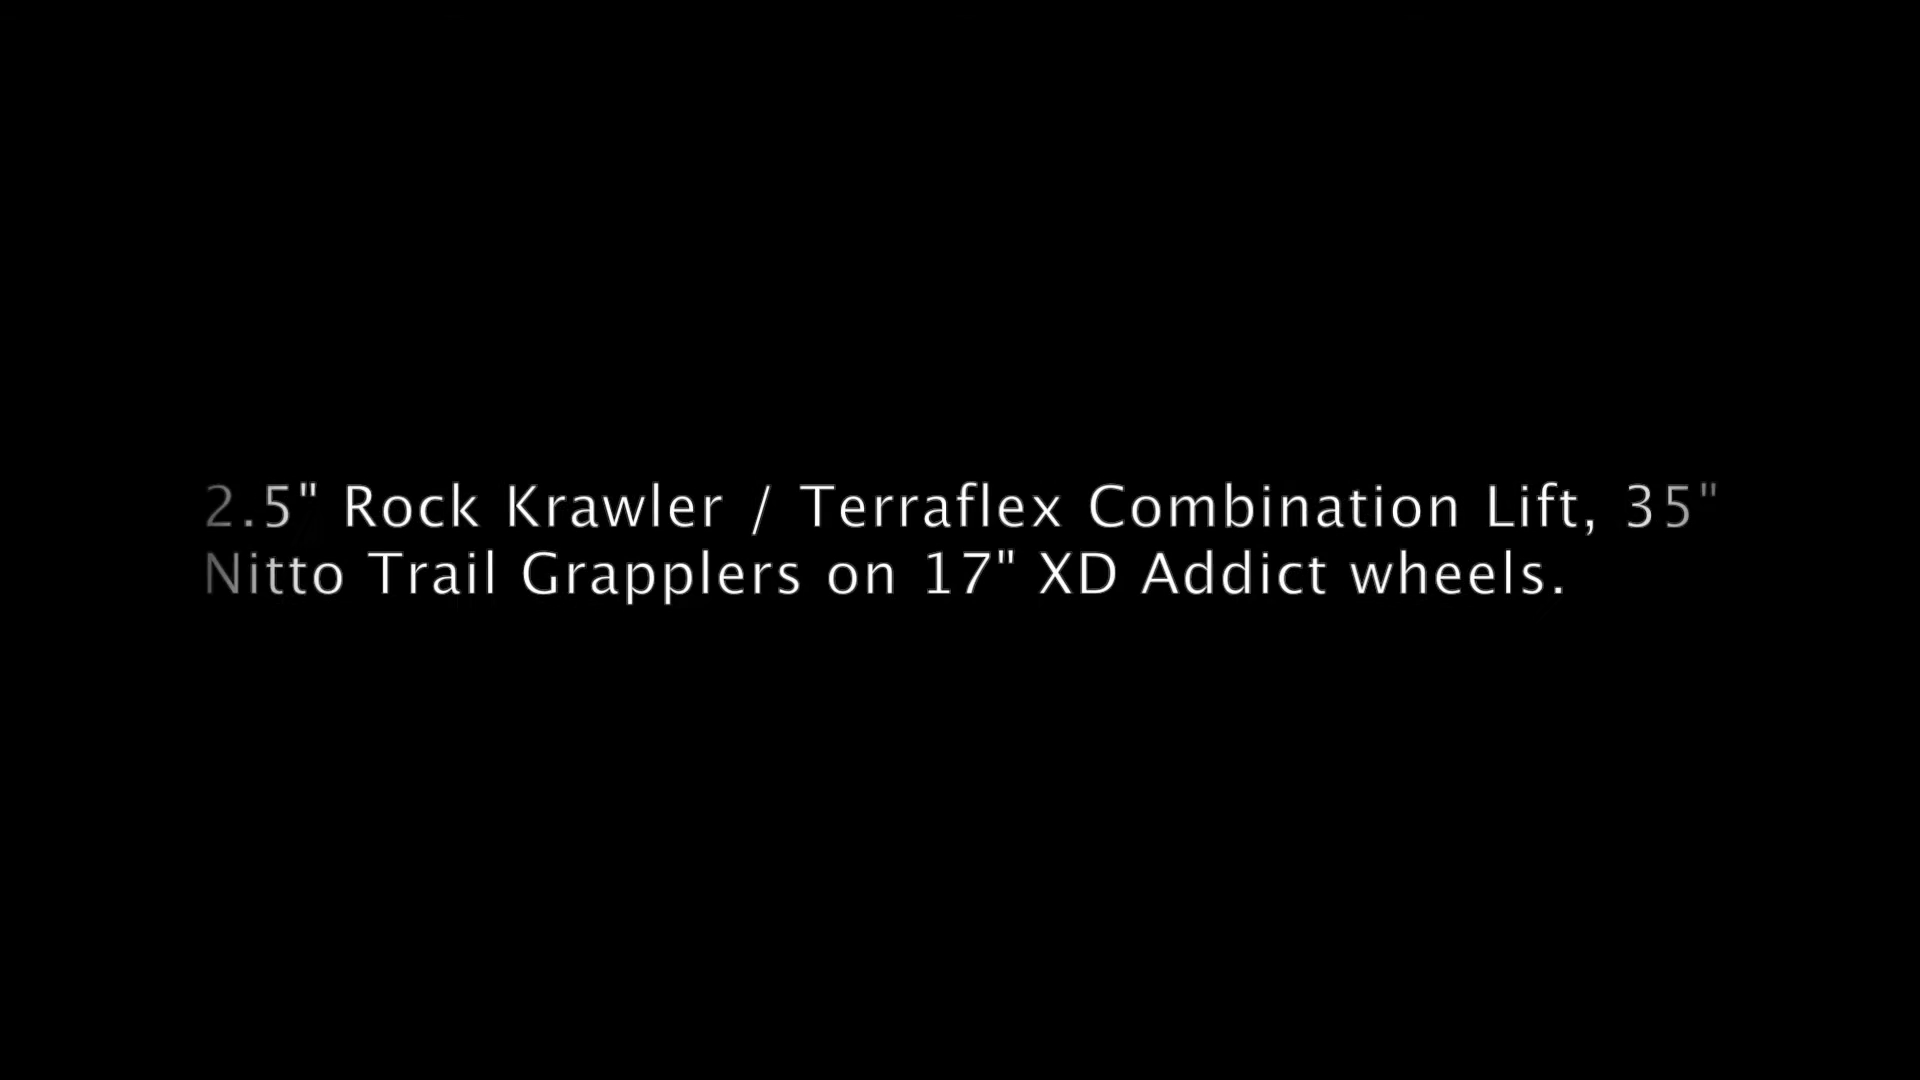 2.5" Rock Krawler / Terraflex Combination Lift, 35"
Nitto Trail Grapplers on 17" XD Addict wheels.